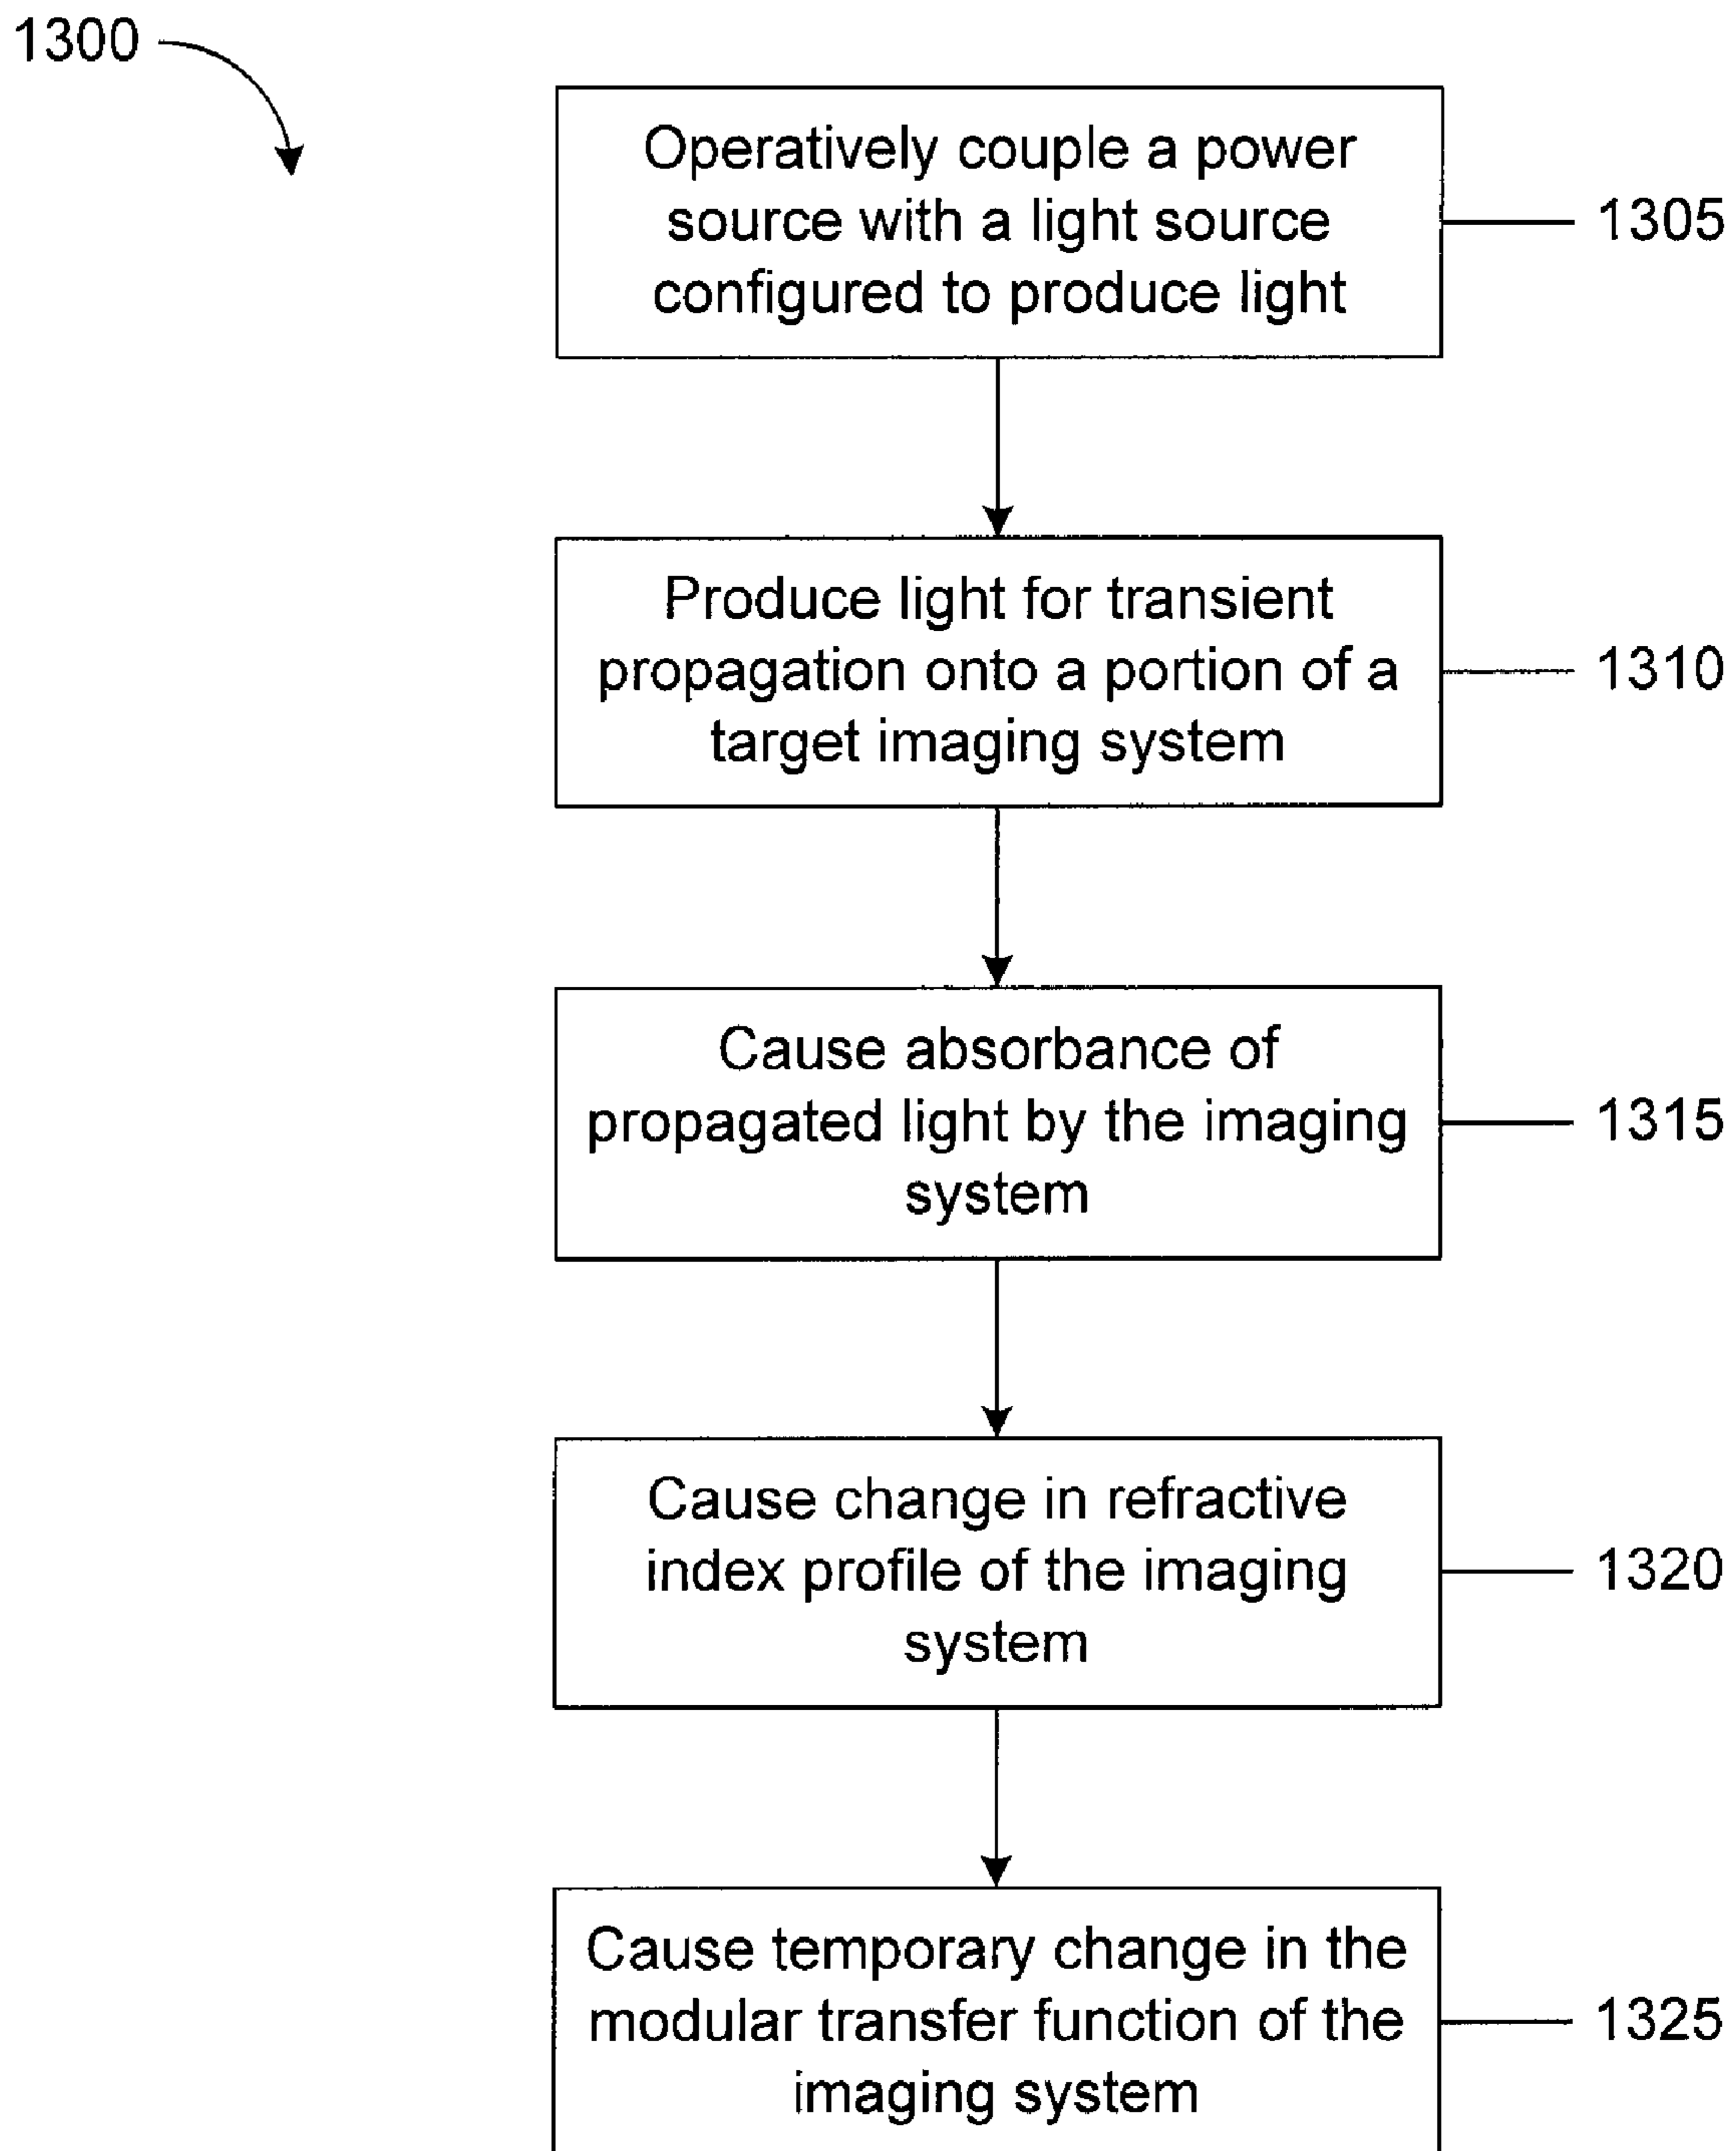 1300
Operatively couple a power
source with a light source
configured to produce light
1305
Produce light for transient
propagation onto a portion of a
target imaging system
1310
Cause absorbance of
propagated light by the imaging
system
1315
Cause change in refractive
index profile of the imaging
system
1320
Cause temporary change in the
modular transfer function of the
imaging system
1325